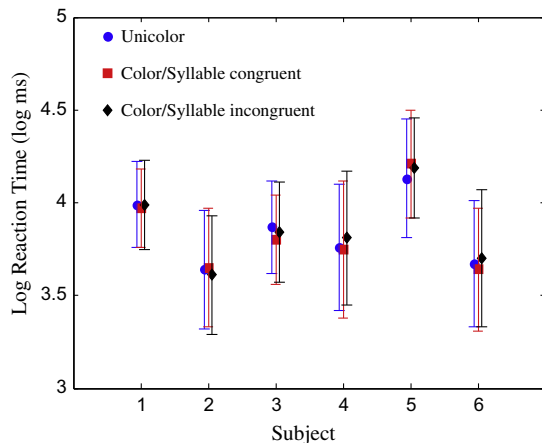 5
Unicolor
Color/Syllable congruent
4.5
Color/Syllable incongruent
Log Reaction Time (log ms)
4
3.5
3
1 2 3 4 5 6
Subject